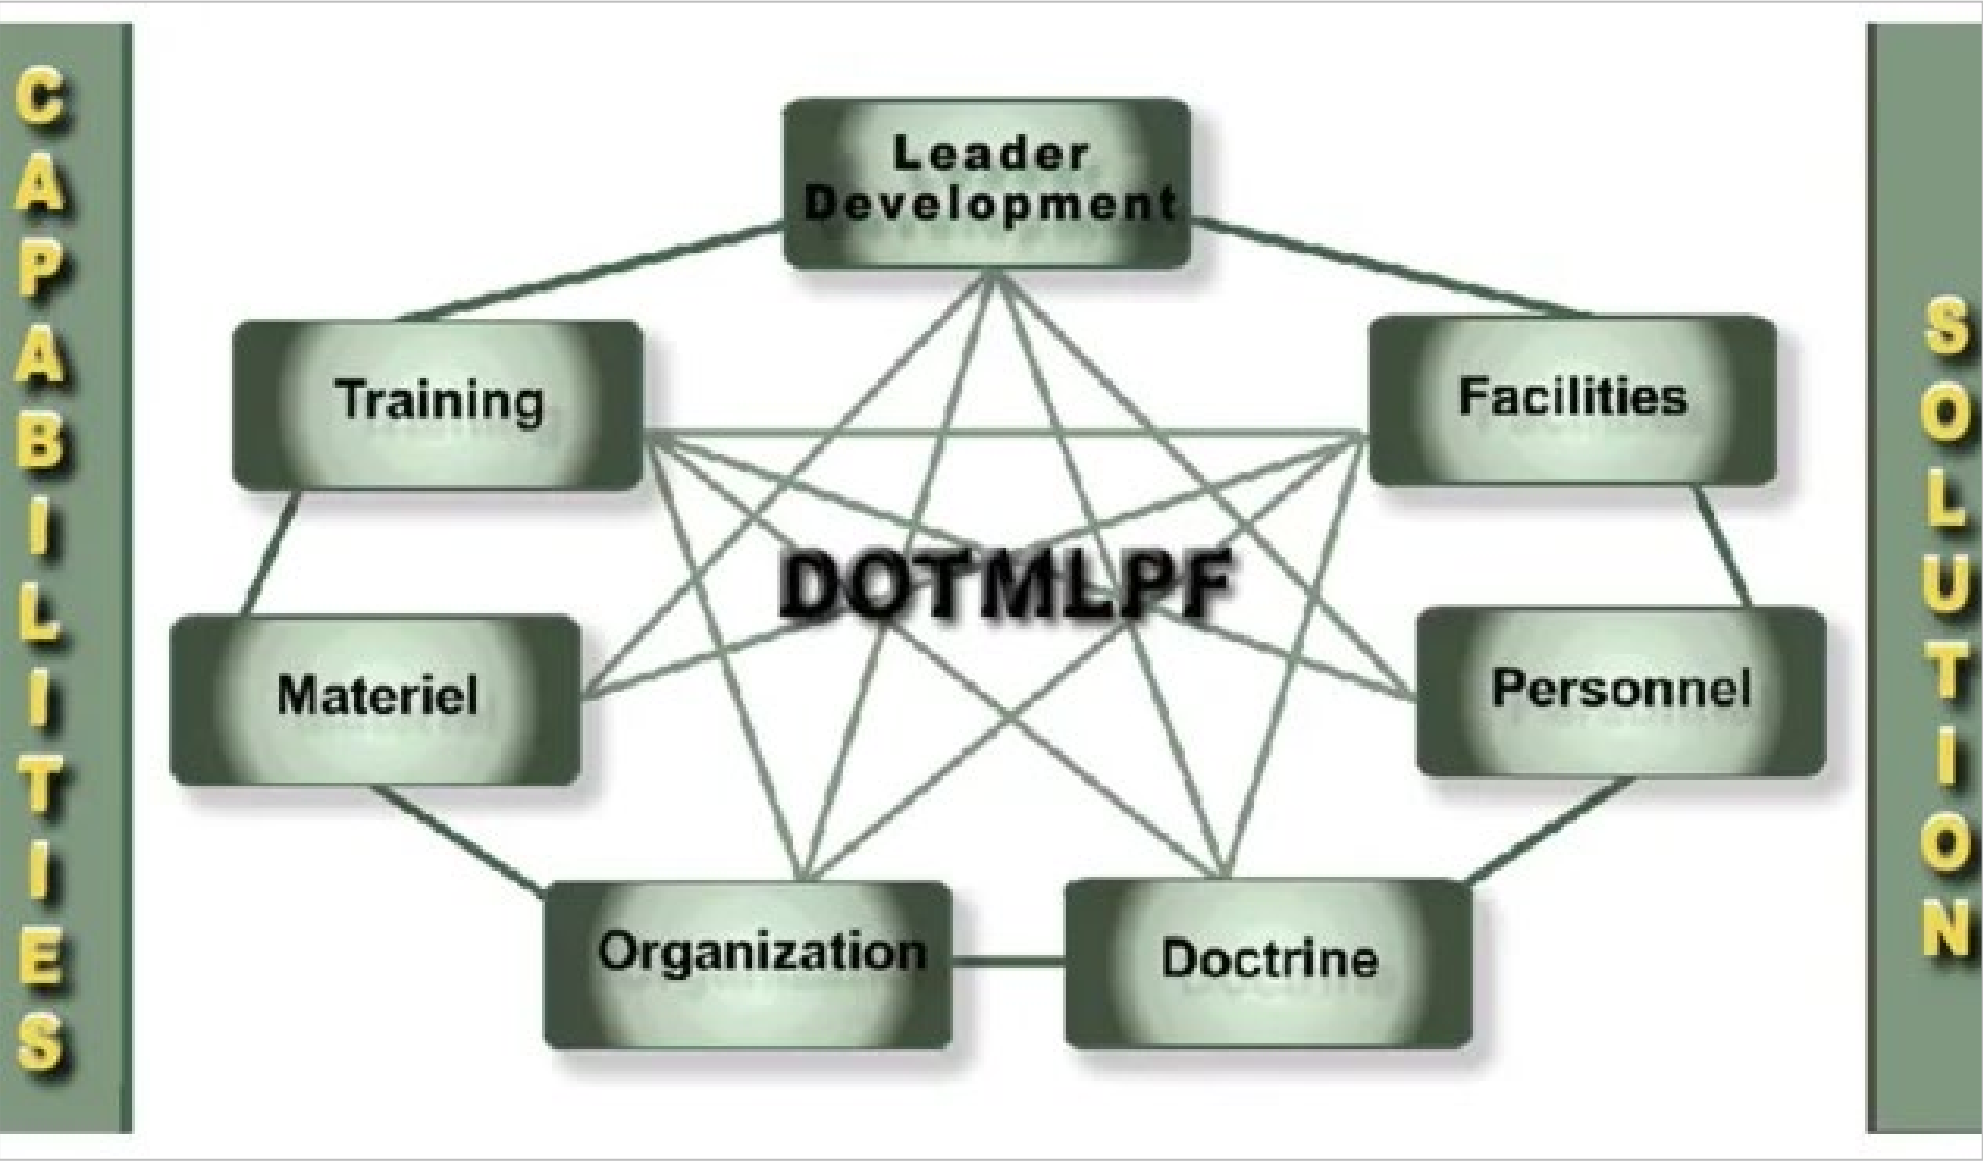 CAPABILITIES
Leader
Development
Training
Facilities
DOTMLPF
Materiel
Personnel
Organization
Doctrine
SOLUTION